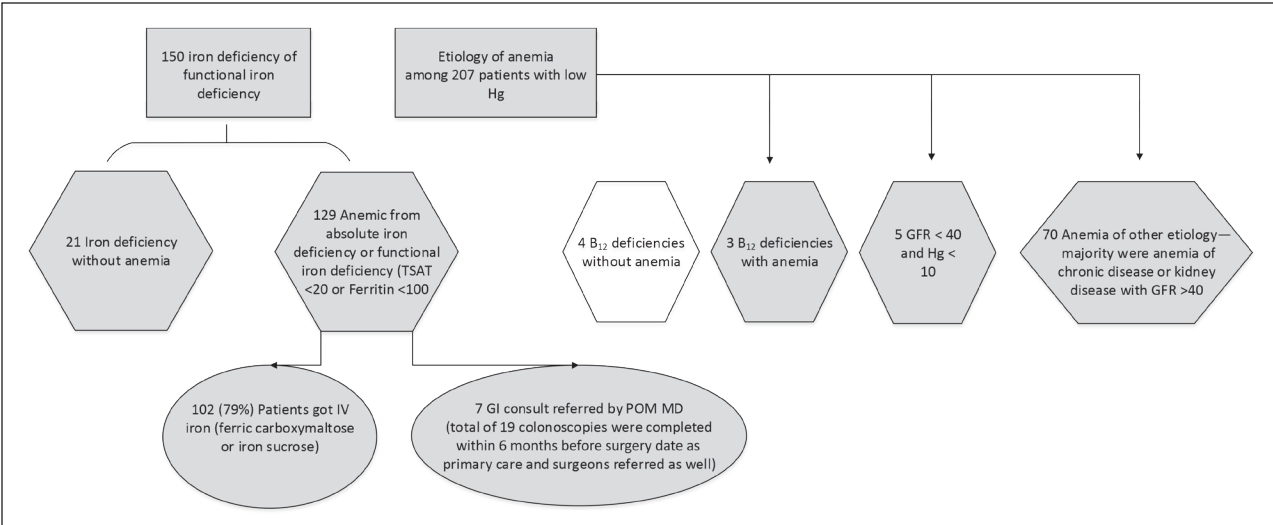 150 iron deficiency of
functional iron
deficiency
Etiology of anemia
among 207 patients with low
Hg
21 Iron deficiency
without anemia
129 Anemic from
absolute iron
deficiency or functional
iron deficiency (TSAT
<20 or Ferritin <100
4 B₁₂ deficiencies
without anemia
3 B₁₂ deficiencies
with anemia
5 GFR < 40
and Hg <
10
70 Anemia of other etiology—
majority were anemia of
chronic disease or kidney
disease with GFR >40
102 (79%) Patients got IV
iron (ferric carboxymaltose
or iron sucrose)
7 GI consult referred by POM MD
(total of 19 colonoscopies were completed
within 6 months before surgery date as
primary care and surgeons referred as well)